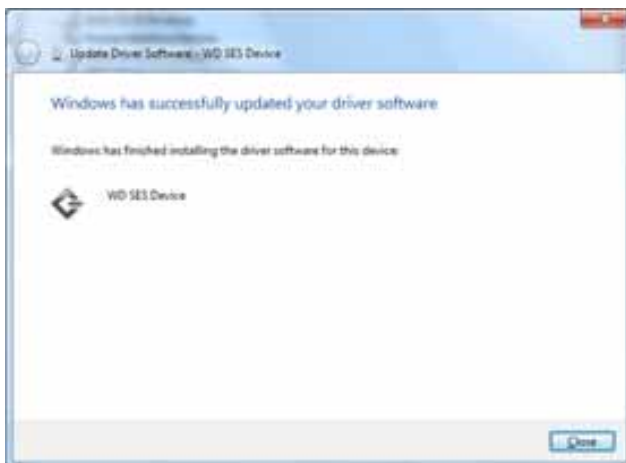 Update Driver Software - WD SES Device
Windows has successfully updated your driver software
Windows has finished installing the driver software for this device:
WD SES Device
Close